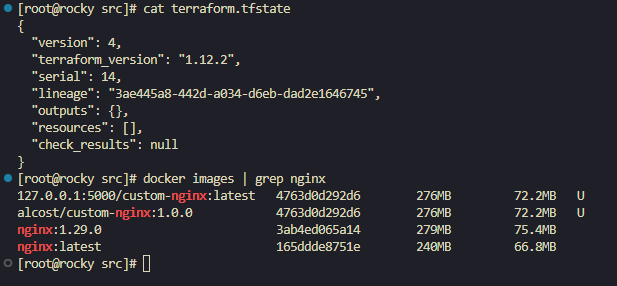 [root@rocky src]# cat terraform.tfstate
{
  "version": 4,
  "terraform_version": "1.12.2",
  "serial": 14,
  "lineage": "3ae445a8-442d-a034-d6eb-dad2e1646745",
  "outputs": {},
  "resources": [],
  "check_results": null
}
[root@rocky src]# docker images | grep nginx
127.0.0.1:5000/custom-nginx:latest   4763d0d292d6        276MB         72.2MB   U
alcost/custom-nginx:1.0.0            4763d0d292d6        276MB         72.2MB   U
nginx:1.29.0                         3ab4ed065a14        279MB         75.4MB
nginx:latest                         165ddde8751e        240MB         66.8MB
[root@rocky src]#